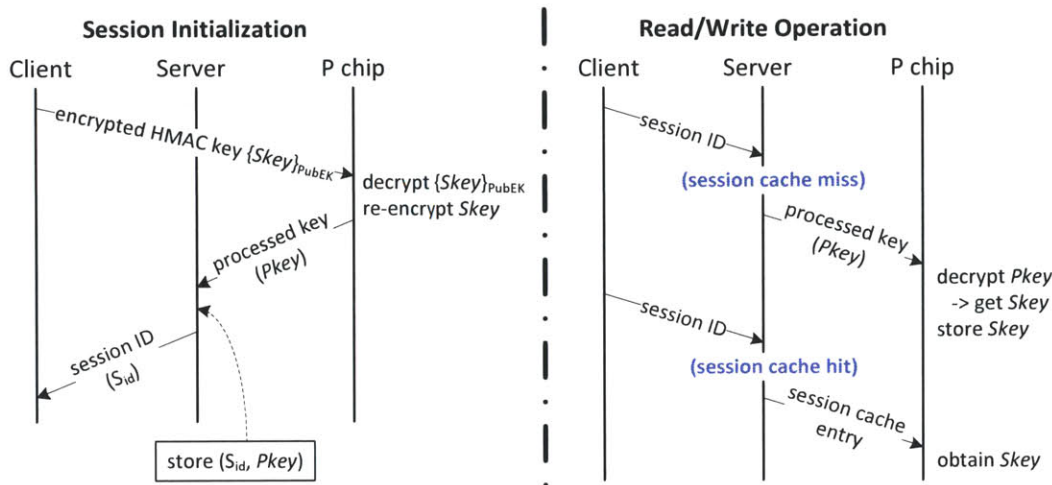 Session Initialization
Client Server P chip
encrypted HMAC key {Skey}PubEK
decrypt {Skey}PubEK
re-encrypt Skey
processed key
(Pkey)
session ID
(Sid)
store (Sid, Pkey)
Read/Write Operation
Client Server P chip
session ID
(session cache miss)
processed key
(Pkey)
decrypt Pkey
-> get Skey
store Skey
session ID
(session cache hit)
session cache
entry
obtain Skey